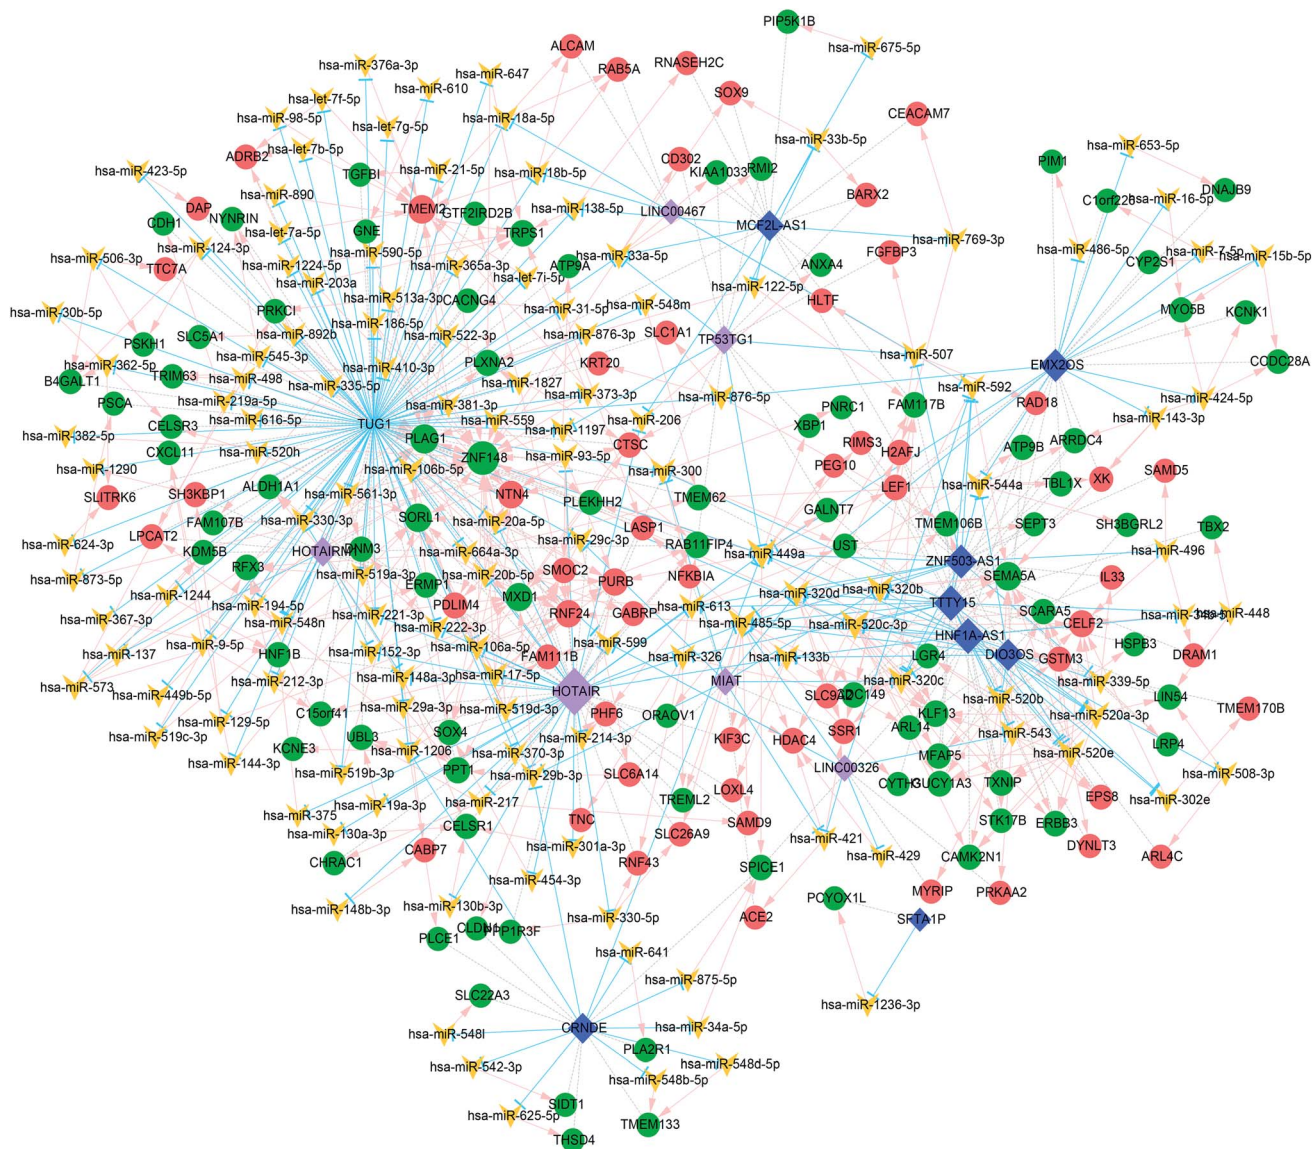 PIP5K1B
ALCAM
hsa-miR-675-5p
RNASEH2C
hsa-miR-376a-3p
RAB5A
hsa-miR-647
hsa-miR-610
SOX9
hsa-let-7f-5p
CEACAM7
hsa-miR-98-5p
hsa-miR-18a-5p
hsa-let-7g-5p
hsa-miR-33b-5p
hsa-miR-653-5p
hsa-let-7b-5p
ADRB2
CD302
PIM1
hsa-miR-423-5p
TGFBI
hsa-miR-21-5p
hsa-miR-18b-5p
KIAA1033
RMI2
DNAJB9
hsa-miR-890
BARX2
DAP
TMEM2
GTF2IRD2B
hsa-miR-138-5p
LINC00467
hsa-miR-16-5p
CDH1
NYNRIN
GNE
TRPS1
MCF2L-AS1
hsa-let-7a-5p
hsa-miR-769-3p
hsa-miR-124-3p
hsa-miR-590-5p
hsa-miR-33a-5p
FGFBP3
hsa-miR-486-5p
hsa-miR-7-5p
hsa-miR-506-3p
TTC7A
hsa-miR-1224-5p
hsa-miR-365a-3p
ATP9A
ANXA4
CYP2S1
hsa-miR-15b-5p
hsa-miR-203a
hsa-let-7i-5p
hsa-miR-122-5p
hsa-miR-513a-3p
CACNG4
HLTF
hsa-miR-30b-5p
PRKCI
hsa-miR-31-5p
hsa-miR-548m
MYO5B
KCNK1
hsa-miR-186-5p
SLC5A1
hsa-miR-892b
hsa-miR-522-3p
hsa-miR-876-3p
SLC1A1
TP53TG1
PSKH1
hsa-miR-545-3p
hsa-miR-507
hsa-miR-362-5p
hsa-miR-410-3p
PLXNA2
KRT20
EMX2OS
CCDC28A
B4GALT1
TRIM63
hsa-miR-498
hsa-miR-335-5p
hsa-miR-1827
hsa-miR-592
PSCA
hsa-miR-219a-5p
hsa-miR-381-3p
hsa-miR-373-3p
hsa-miR-876-5p
RAD18
hsa-miR-424-5p
hsa-miR-616-5p
hsa-miR-559
hsa-miR-206
PNRC1
FAM117B
hsa-miR-143-3p
CELSR3
TUG1
hsa-miR-1197
XBP1
hsa-miR-382-5p
PLAG1
CTSC
RIMS3
ATP9B
ARRDC4
CXCL11
hsa-miR-520h
ZNF148
hsa-miR-93-5p
PEG10
H2AFJ
hsa-miR-1290
hsa-miR-106b-5p
hsa-miR-300
XK
SAMD5
SLITRK6
SH3KBP1
ALDH1A1
hsa-miR-561-3p
NTN4
PLEKHH2
TMEM62
LEF1
hsa-miR-544a
TBL1X
FAM107B
hsa-miR-330-3p
SORL1
hsa-miR-20a-5p
LASP1
GALNT7
TMEM106B
SEPT3
SH3BGRL2
TBX2
LPCAT2
KDM5B
DNM3
hsa-miR-664a-3p
hsa-miR-29c-3p
RAB11FIP4
UST
hsa-miR-624-3p
RFX3
hsa-miR-449a
ZNF503-AS1
hsa-miR-496
hsa-miR-873-5p
hsa-miR-519a-3p
ERMP1
hsa-miR-20b-5p
SMOC2
PURB
NFKBIA
SEMA5A
IL33
hsa-miR-1244
PDLIM4
MXD1
hsa-miR-320d
hsa-miR-320b
hsa-miR-367-3p
hsa-miR-194-5p
hsa-miR-221-3p
RNF24
GABRP
hsa-miR-613
TTTY15
SCARA5
hsa-miR-448
hsa-miR-548n
hsa-miR-222-3p
hsa-miR-485-5p
hsa-miR-520c-3p
CELF2
hsa-miR-137
hsa-miR-9-5p
hsa-miR-106a-5p
hsa-miR-599
HNF1A-AS1
HSPB3
HNF1B
hsa-miR-152-3p
FAM111B
hsa-miR-326
hsa-miR-133b
LGR4
DIO3OS
GSTM3
DRAM1
hsa-miR-573
hsa-miR-212-3p
hsa-miR-148a-3p
hsa-miR-17-5p
MIAT
hsa-miR-320c
hsa-miR-339-5p
hsa-miR-449b-5p
HOTAIR
LIN54
C15orf41
hsa-miR-29a-3p
hsa-miR-519d-3p
hsa-miR-520b
TMEM170B
hsa-miR-129-5p
PHF6
ORAOV1
KLF13
hsa-miR-520a-3p
hsa-miR-519c-3p
UBL3
SOX4
hsa-miR-214-3p
KIF3C
HDAC4
SSR1
ARL14
hsa-miR-543
LRP4
KCNE3
hsa-miR-1206
hsa-miR-370-3p
MFAP5
hsa-miR-520e
hsa-miR-144-3p
hsa-miR-519b-3p
PPT1
hsa-miR-29b-3p
SLC6A14
LINC00326
hsa-miR-508-3p
GUCY1A3
TXNIP
LOXL4
hsa-miR-302e
EPS8
hsa-miR-375
hsa-miR-19a-3p
hsa-miR-217
TREML2
hsa-miR-130a-3p
CELSR1
TNC
SAMD9
STK17B
ERBB3
SLC26A9
hsa-miR-421
DYNLT3
hsa-miR-301a-3p
CHRAC1
CABP7
RNF43
SPICE1
hsa-miR-429
CAMK2N1
ARL4C
hsa-miR-454-3p
MYRIP
PRKAA2
hsa-miR-148b-3p
hsa-miR-130b-3p
hsa-miR-330-5p
ACE2
PCYOX1L
SFTA1P
CLDN1
PPP1R3F
PLCE1
hsa-miR-641
hsa-miR-875-5p
SLC22A3
hsa-miR-1236-3p
CRNDE
hsa-miR-34a-5p
hsa-miR-548l
PLA2R1
hsa-miR-542-3p
hsa-miR-548d-5p
hsa-miR-548b-5p
SIDT1
hsa-miR-625-5p
TMEM133
THSD4